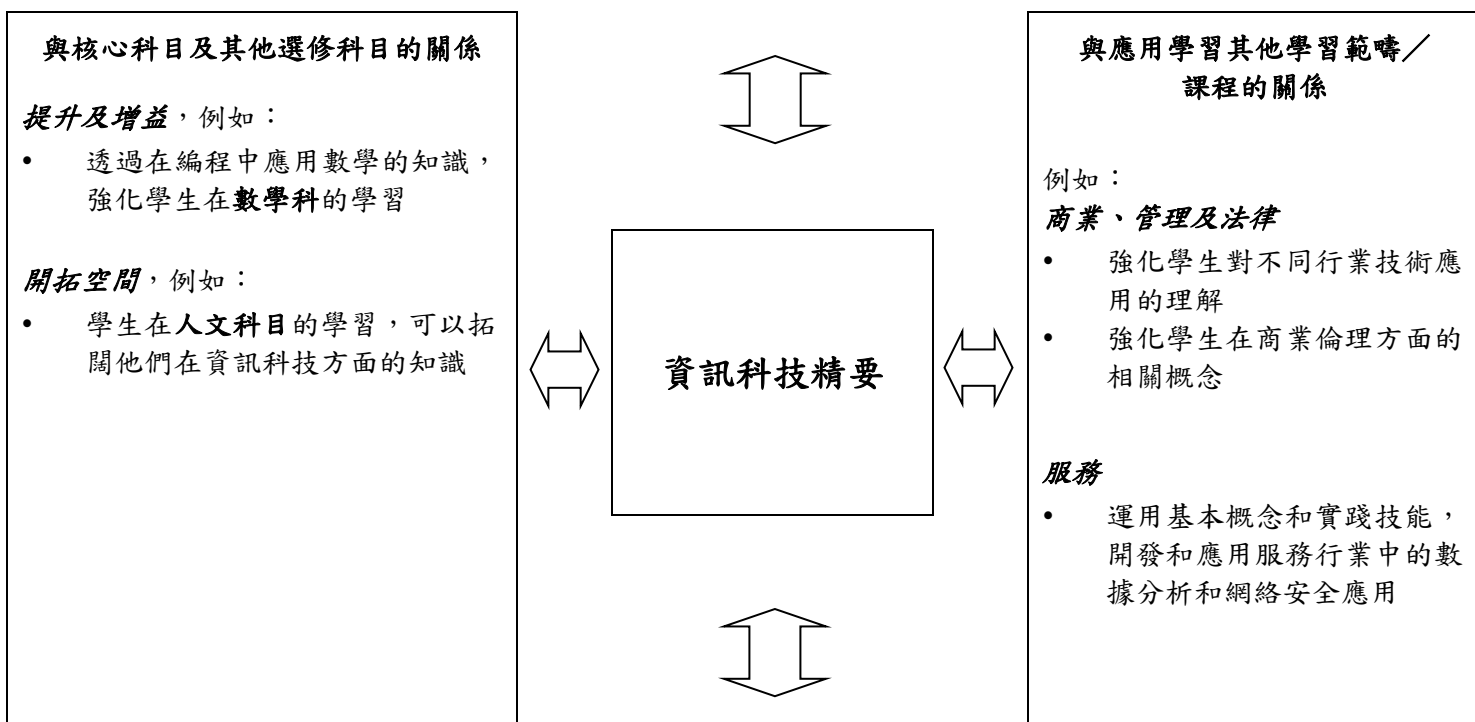 與核心科目及其他選修科目的關係
提升及增益，例如：
• 透過在編程中應用數學的知識，
強化學生在數學科的學習
開拓空間，例如：
• 學生在人文科目的學習，可以拓
闊他們在資訊科技方面的知識
資訊科技精要
與應用學習其他學習範疇／
課程的關係
例如：
商業、管理及法律
• 強化學生對不同行業技術應
用的理解
• 強化學生在商業倫理方面的
相關概念
服務
• 運用基本概念和實踐技能，
開發和應用服務行業中的數
據分析和網絡安全應用